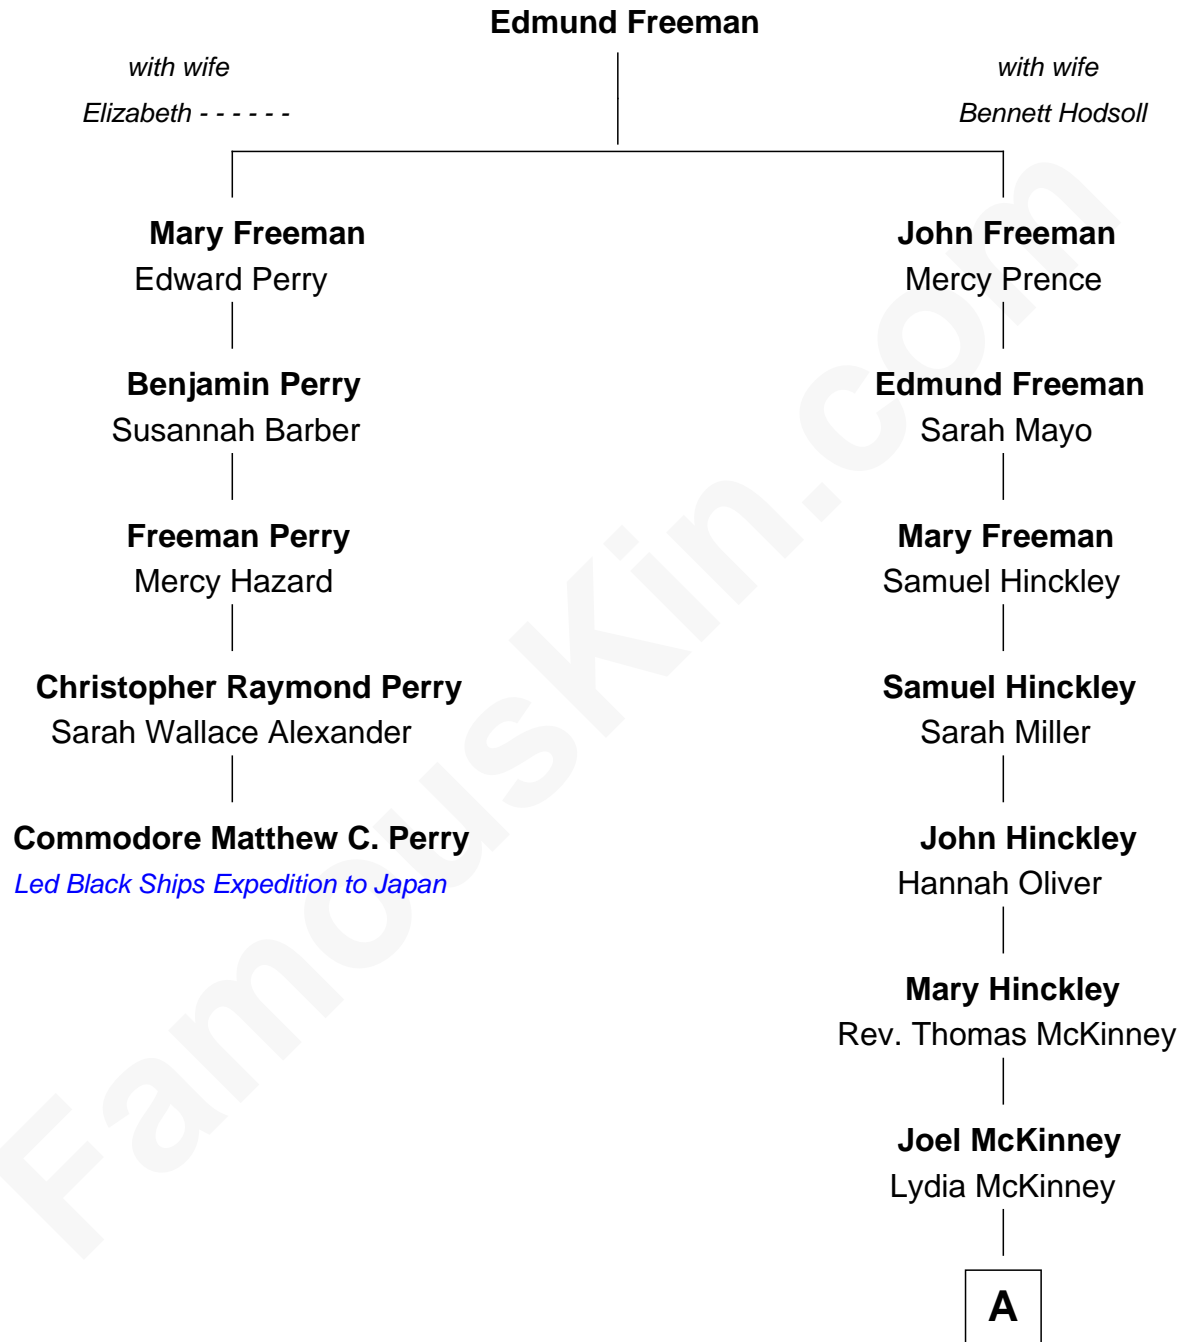 Edmund Freeman
with wife
Elizabeth - - - - - -
with wife
Bennett Hodsoll
Mary Freeman
Edward Perry
Benjamin Perry
Susannah Barber
Freeman Perry
Mercy Hazard
Christopher Raymond Perry
Sarah Wallace Alexander
Commodore Matthew C. Perry
Led Black Ships Expedition to Japan
John Freeman
Mercy Prence
Edmund Freeman
Sarah Mayo
Mary Freeman
Samuel Hinckley
Samuel Hinckley
Sarah Miller
John Hinckley
Hannah Oliver
Mary Hinckley
Rev. Thomas McKinney
Joel McKinney
Lydia McKinney
A
FamousKin.com